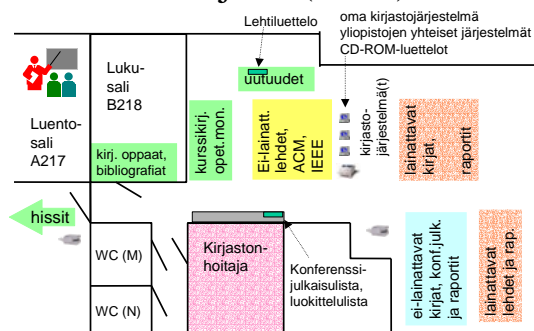 Lehtiluettelo
oma kirjastojärjestelmä
yliopistojen yhteiset järjestelmät
CD-ROM-luettelot
Luku-
sali
B218
uutuudet
Luento-
sali
A217
kirj. oppaat,
bibliografiat
kurssikirj.
opet.mon.
Ei-lainatt.
lehdet,
ACM,
IEEE
kirjasto-
järjestelmä(t)
lainattavat
kirjat,
raportit
hissit
WC (M)
WC (N)
Kirjaston-
hoitaja
Konferenssi-
julkaisulista,
luokittelulista
ei-lainattavat
kirjat, konf.julk.
ja raportit
lainattavat
lehdet ja rap.